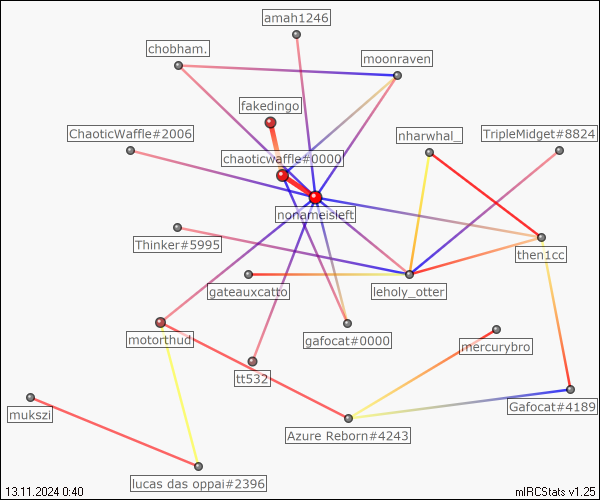 amah1246
chobham.
moonraven
fakedingo
ChaoticWaffle#2006
nharwhal_
TripleMidget#8824
chaoticwaffle#0000
nonameisleft
Thinker#5995
then1cc
gateauxcatto
leholy_otter
motorthud
gafocat#0000
mercurybro
tt532
Gafocat#4189
mukszi
Azure Reborn#4243
lucas das oppai#2396
13.11.2024 0:40
mIRCStats v1.25